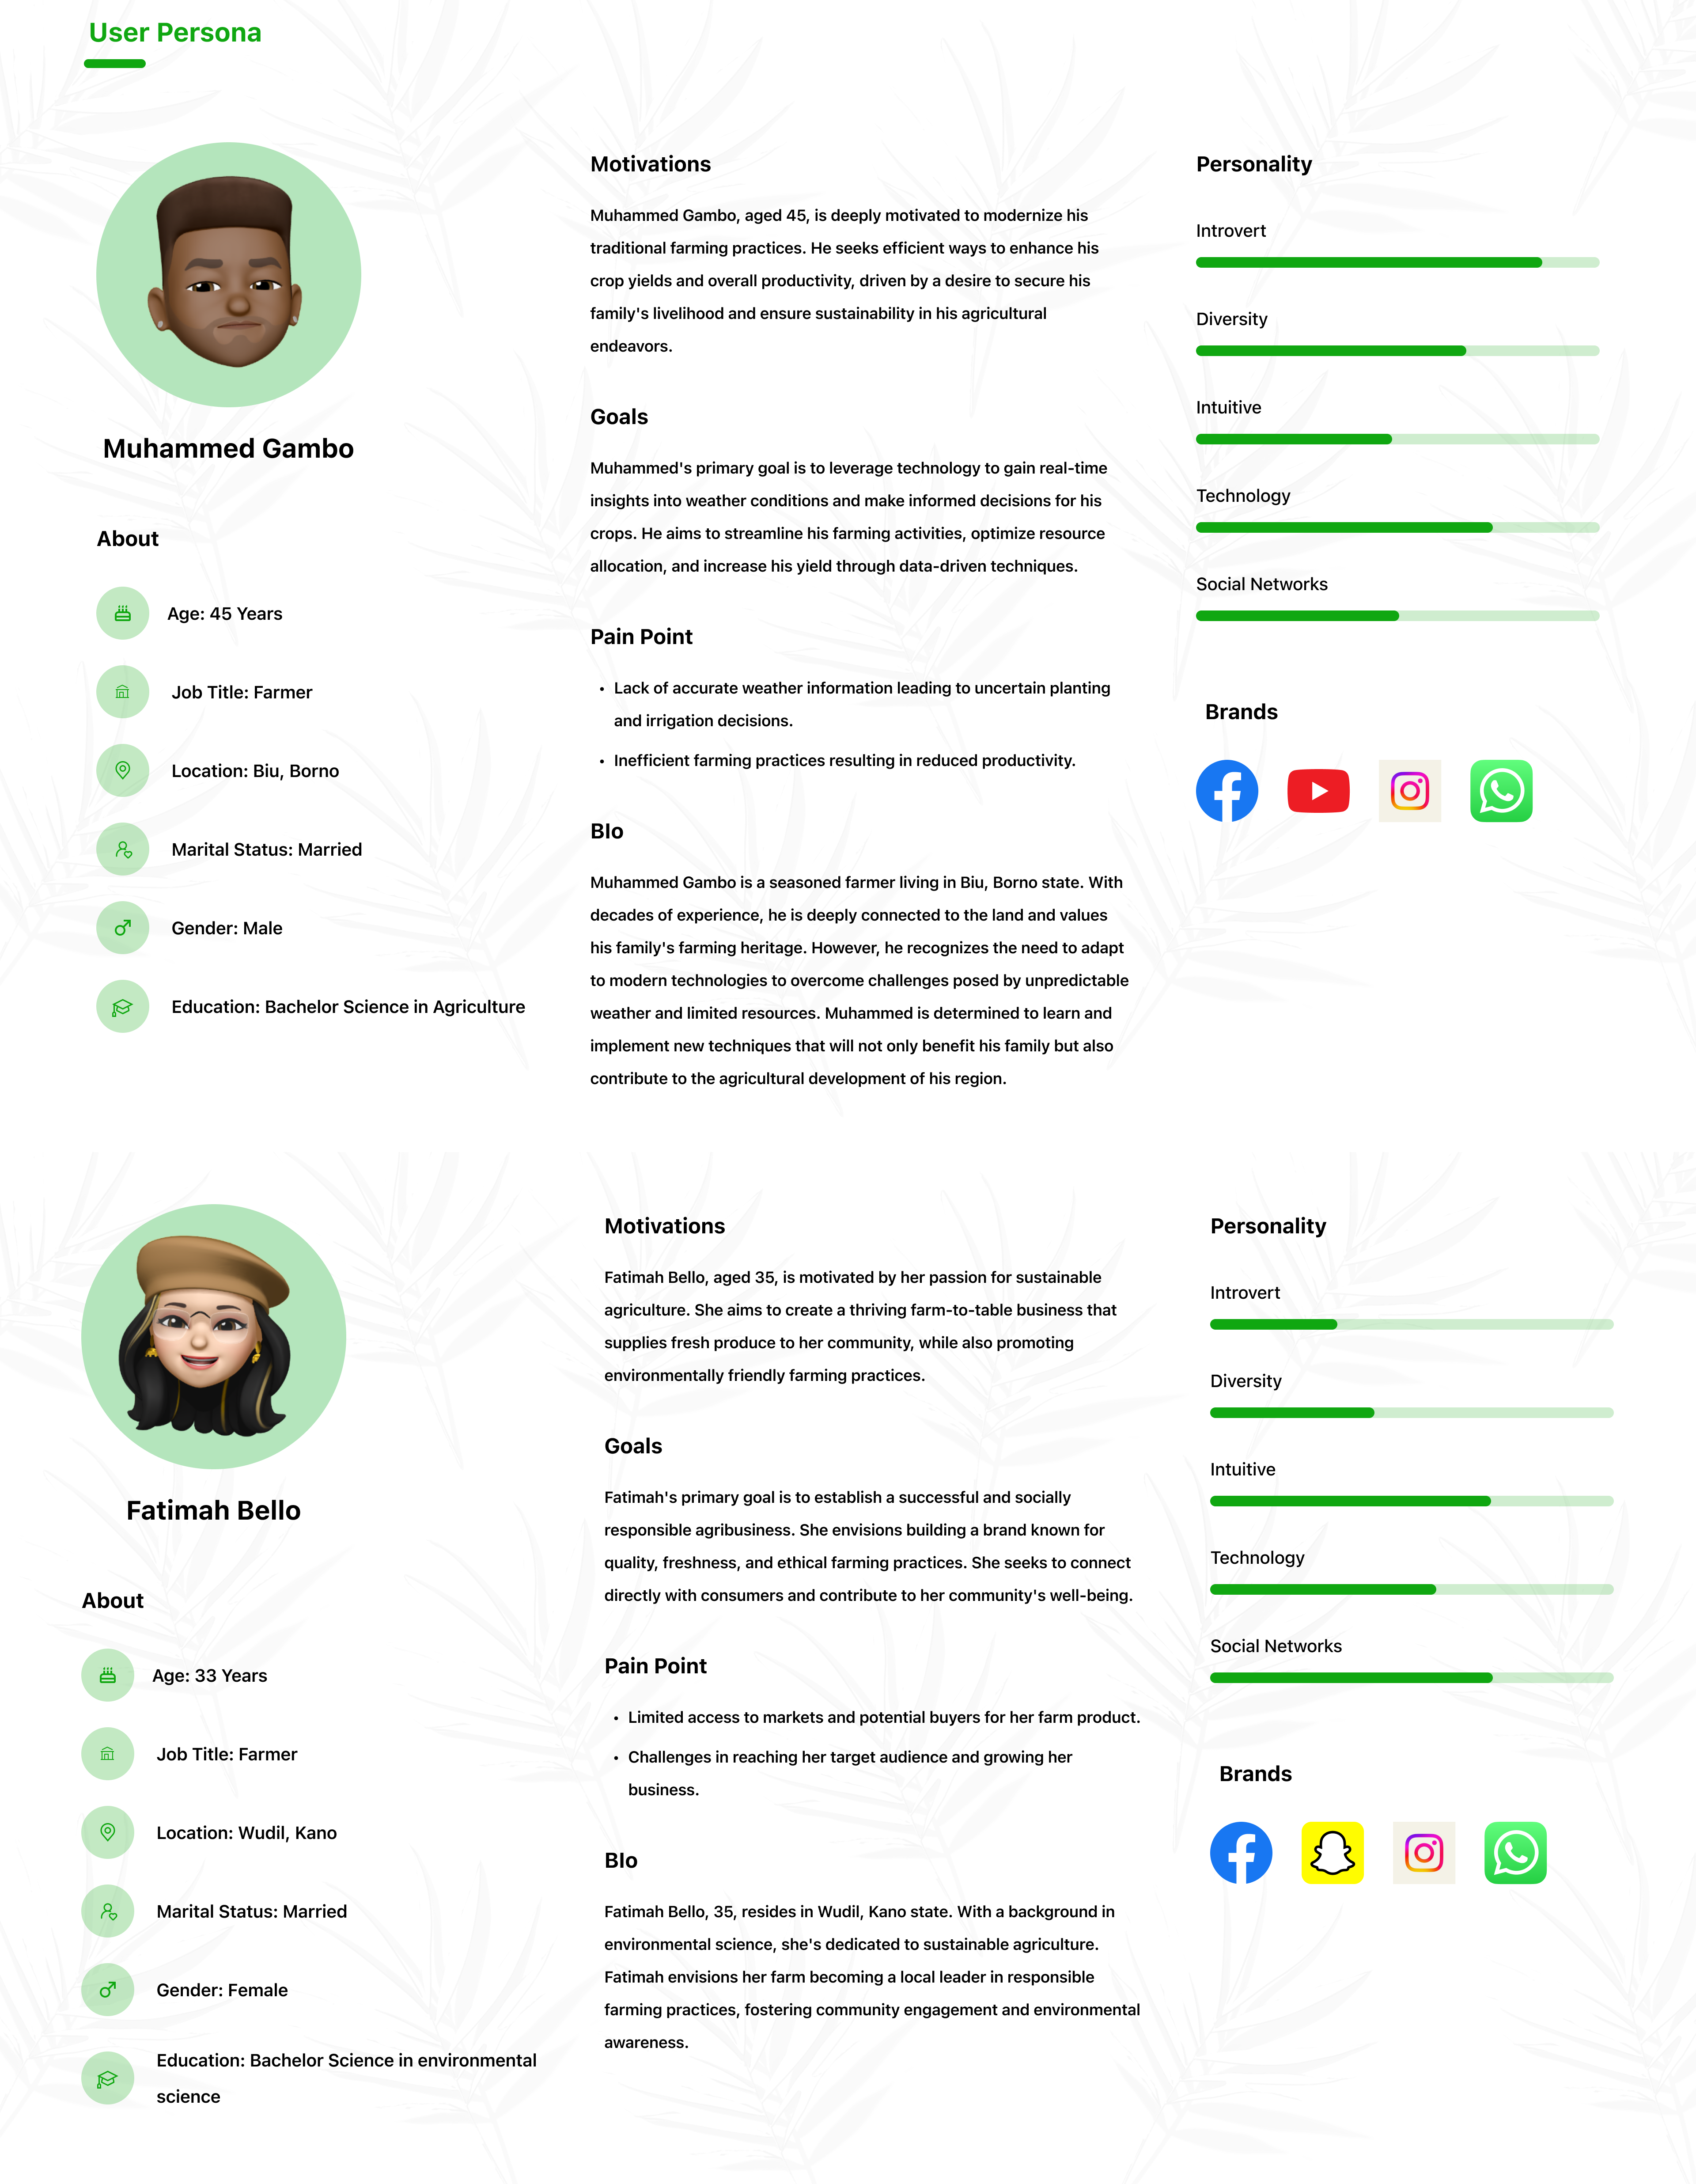 User Persona
Muhammed Gambo
About
Age: 45 Years
Job Title: Farmer
Location: Biu, Borno
Marital Status: Married
Gender: Male
Education: Bachelor Science in Agriculture
Motivations
Muhammed Gambo, aged 45, is deeply motivated to modernize his
traditional farming practices. He seeks efficient ways to enhance his
crop yields and overall productivity, driven by a desire to secure his
family's livelihood and ensure sustainability in his agricultural
endeavors.
Goals
Muhammed's primary goal is to leverage technology to gain real-time
insights into weather conditions and make informed decisions for his
crops. He aims to streamline his farming activities, optimize resource
allocation, and increase his yield through data-driven techniques.
Pain Point
• Lack of accurate weather information leading to uncertain planting
and irrigation decisions.
• Inefficient farming practices resulting in reduced productivity.
BIo
Muhammed Gambo is a seasoned farmer living in Biu, Borno state. With
decades of experience, he is deeply connected to the land and values
his family's farming heritage. However, he recognizes the need to adapt
to modern technologies to overcome challenges posed by unpredictable
weather and limited resources. Muhammed is determined to learn and
implement new techniques that will not only benefit his family but also
contribute to the agricultural development of his region.
Personality
Introvert
Diversity
Intuitive
Technology
Social Networks
Brands
Fatimah Bello
About
Age: 33 Years
Job Title: Farmer
Location: Wudil, Kano
Marital Status: Married
Gender: Female
Education: Bachelor Science in environmental
science
Motivations
Fatimah Bello, aged 35, is motivated by her passion for sustainable
agriculture. She aims to create a thriving farm-to-table business that
supplies fresh produce to her community, while also promoting
environmentally friendly farming practices.
Goals
Fatimah's primary goal is to establish a successful and socially
responsible agribusiness. She envisions building a brand known for
quality, freshness, and ethical farming practices. She seeks to connect
directly with consumers and contribute to her community's well-being.
Pain Point
• Limited access to markets and potential buyers for her farm product.
• Challenges in reaching her target audience and growing her
business.
BIo
Fatimah Bello, 35, resides in Wudil, Kano state. With a background in
environmental science, she's dedicated to sustainable agriculture.
Fatimah envisions her farm becoming a local leader in responsible
farming practices, fostering community engagement and environmental
awareness.
Personality
Introvert
Diversity
Intuitive
Technology
Social Networks
Brands